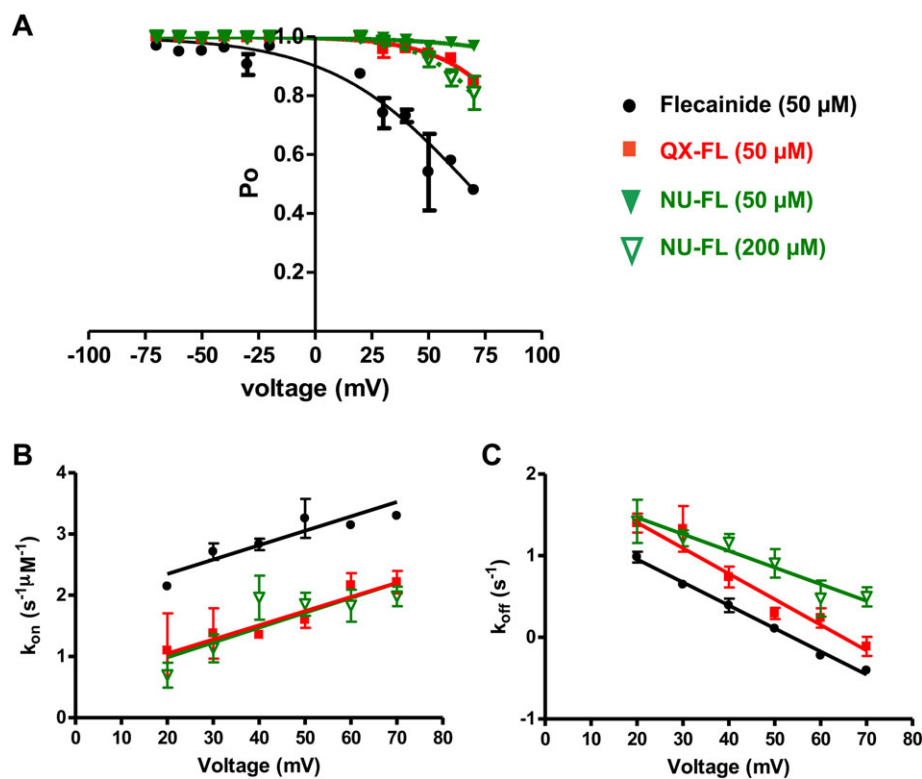 A
Po
1.0
0.8
0.6
0.4
0.2
-100 -75 -50 -25 0 25 50 75 100
voltage (mV)
Flecainide (50 µM)
QX-FL (50 µM)
NU-FL (50 µM)
NU-FL (200 µM)
B
kon (s-1µM-1)
4
3
2
1
0
0 10 20 30 40 50 60 70 80
Voltage (mV)
C
koff (s-1)
2
1
0
-1
0 10 20 30 40 50 60 70 80
Voltage (mV)